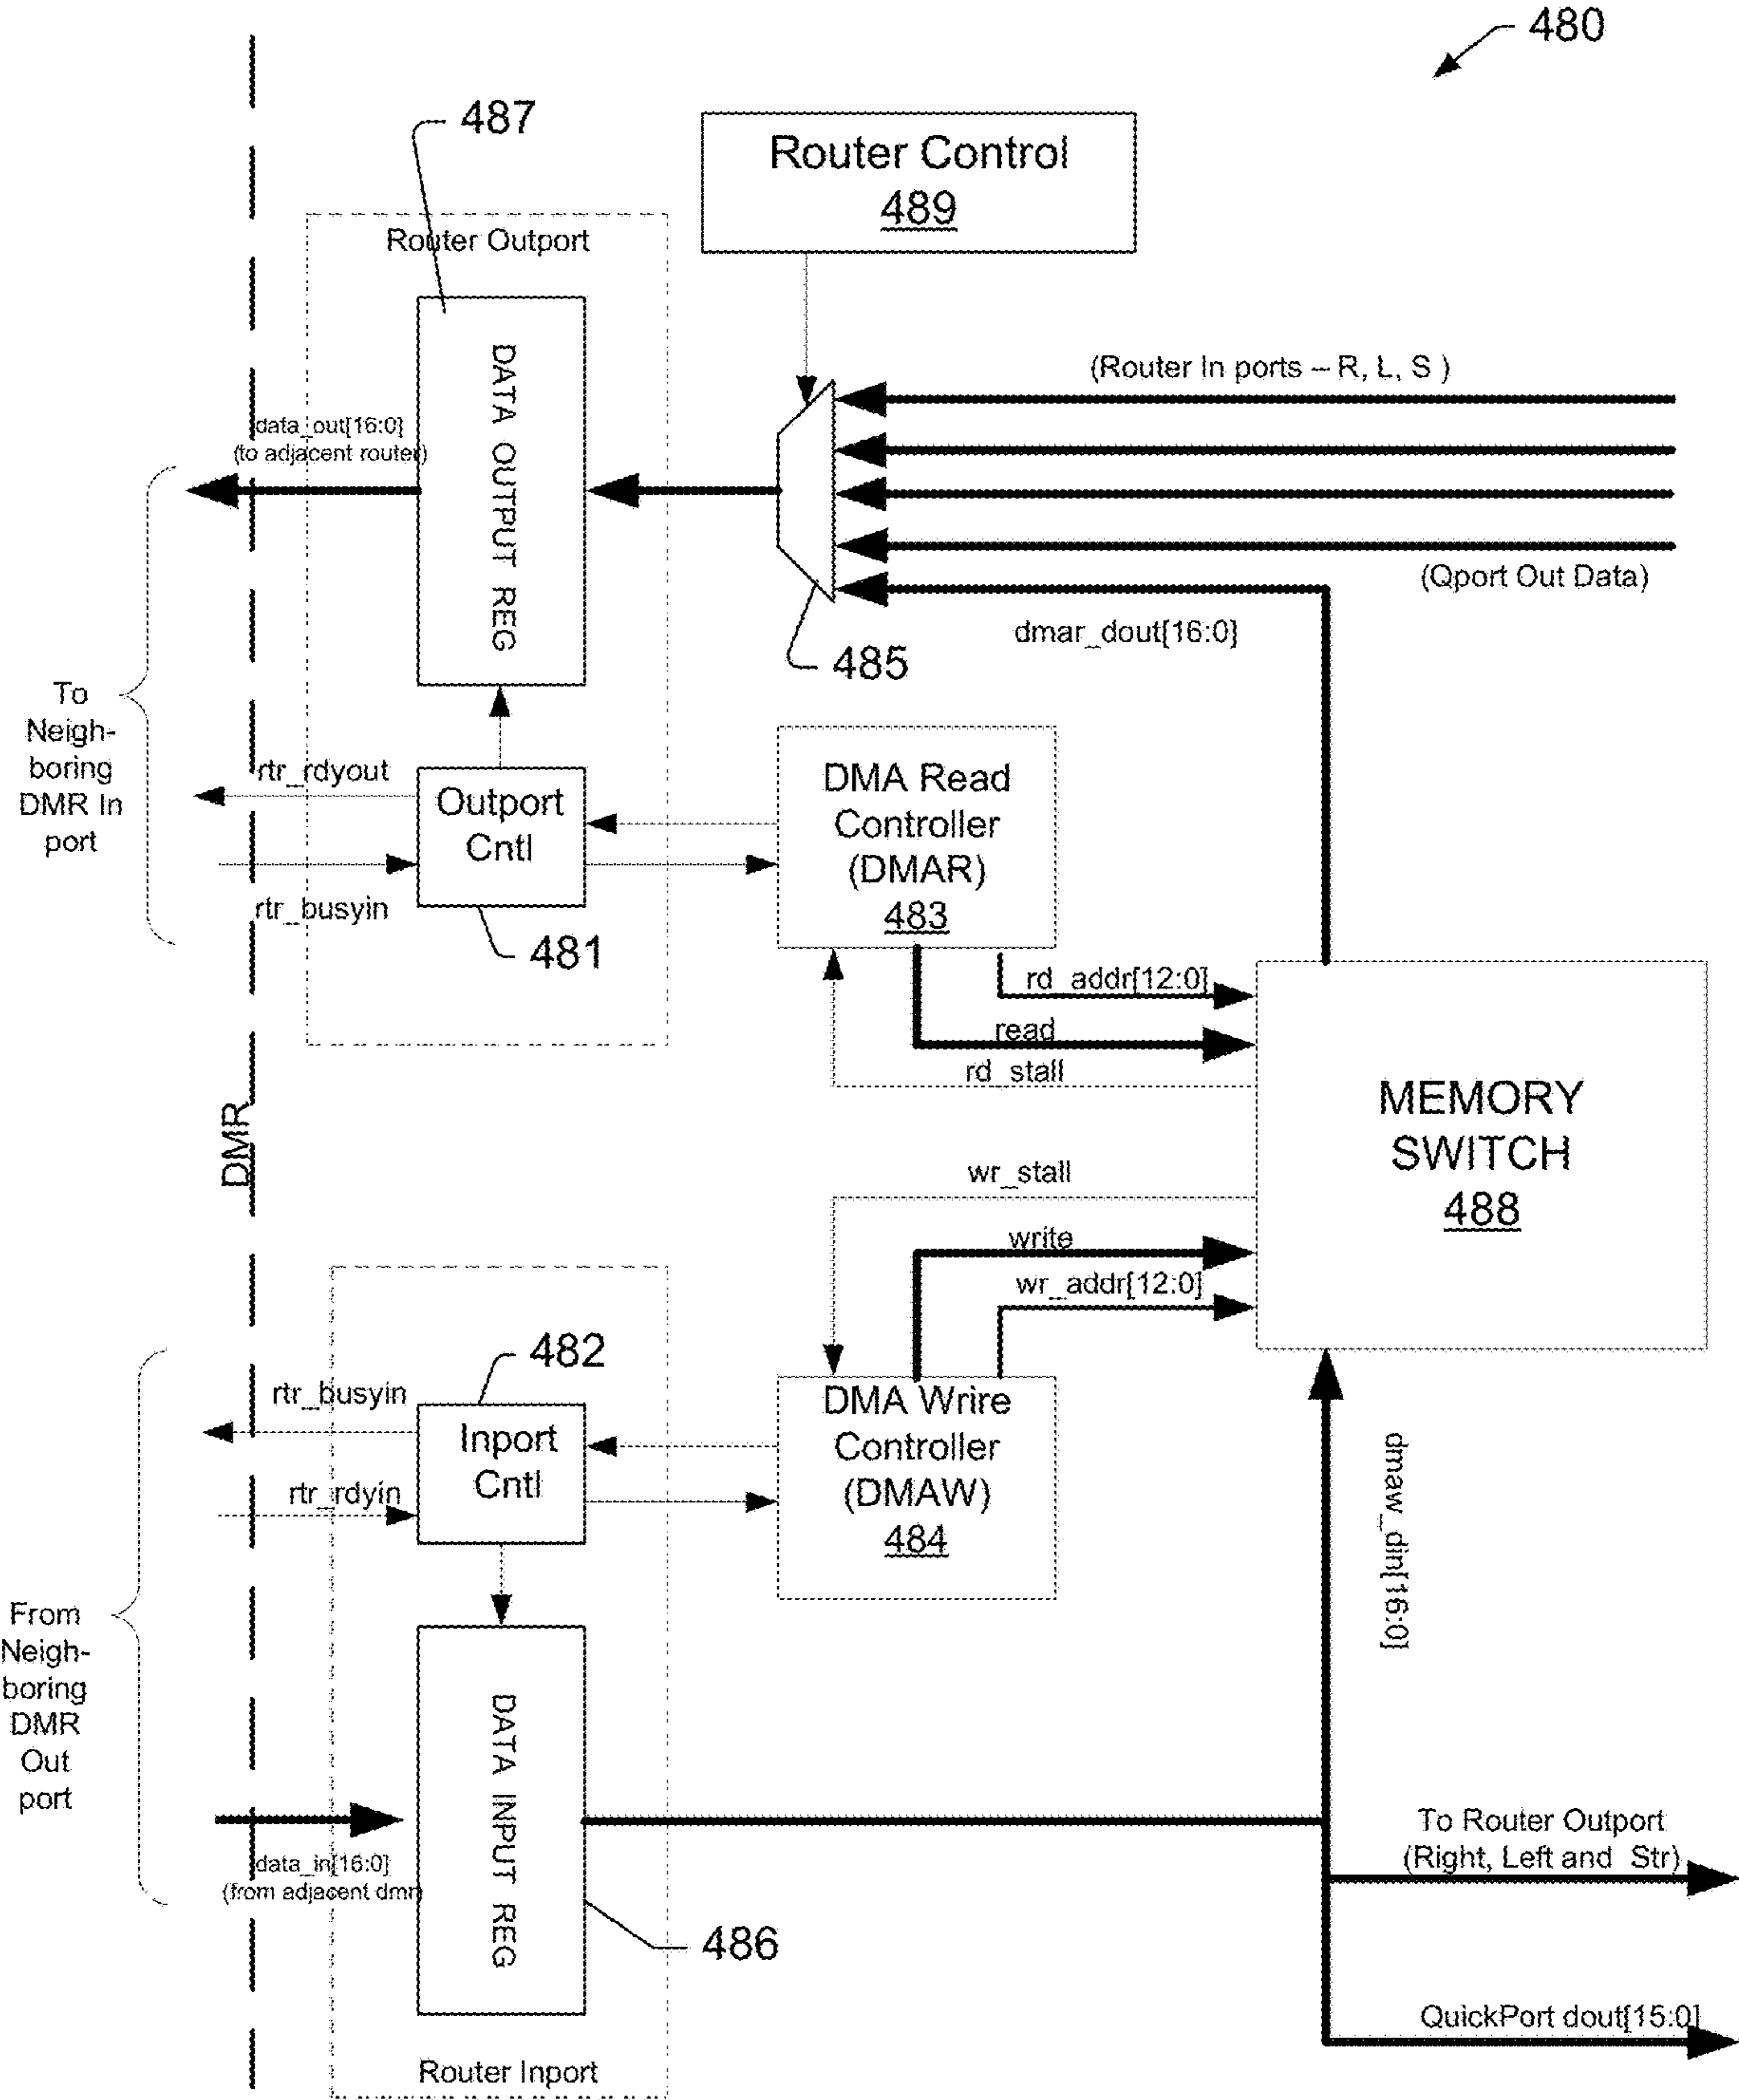 480
487
Router Control
489
Router Outport
DATA OUTPUT REG
(Router In ports – R, L, S )
data_out[16:0]
(to adjacent router)
(Qport Out Data)
dmar_dout[16:0]
485
To
Neigh-
boring
DMR In
port
rtr_rdyout
Outport
Cntl
rtr_busyin
481
DMA Read
Controller
(DMAR)
483
rd_addr[12:0]
read
rd_stall
DMR
MEMORY
SWITCH
488
wr_stall
write
wr_addr[12:0]
482
rtr_busyin
Inport
Cntl
rtr_rdyin
DMA Wrire
Controller
(DMAW)
484
dmaw_din[16:0]
From
Neigh-
boring
DMR
Out
port
DATA INPUT REG
data_in[16:0]
(from adjacent dmr)
486
To Router Outport
(Right, Left and Str)
QuickPort dout[15:0]
Router Inport